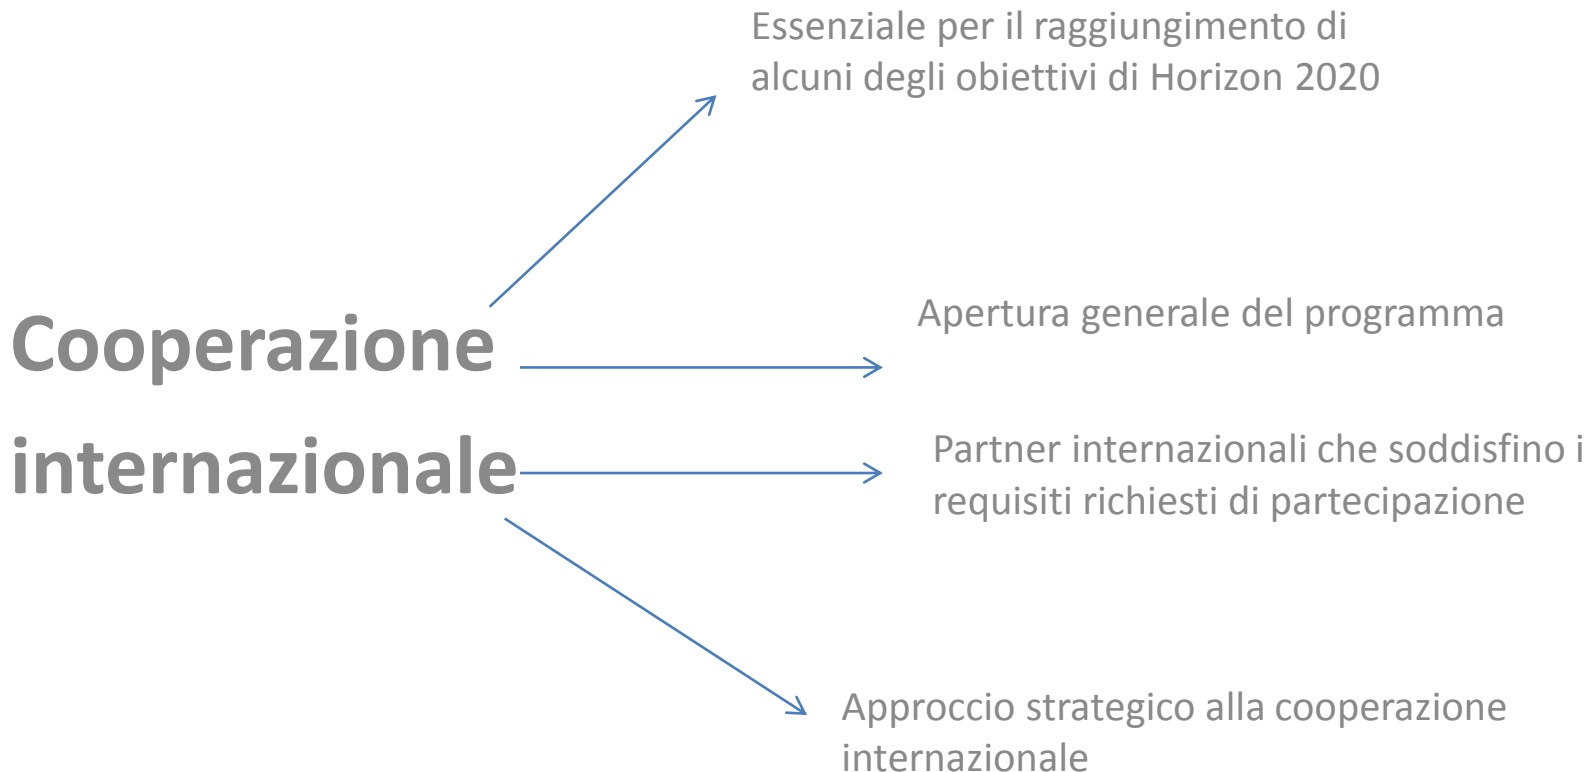 Essenziale per il raggiungimento di
alcuni degli obiettivi di Horizon 2020
Cooperazione
internazionale
Apertura generale del programma
Partner internazionali che soddisfino i
requisiti richiesti di partecipazione
Approccio strategico alla cooperazione
internazionale